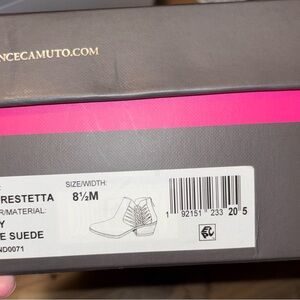 NCECAMUTO.COM
SIZE/WIDTH:
RESTETTA 8½M
R/MATERIAL:
Y
E SUEDE
ND0071
1 92151 233 20 5